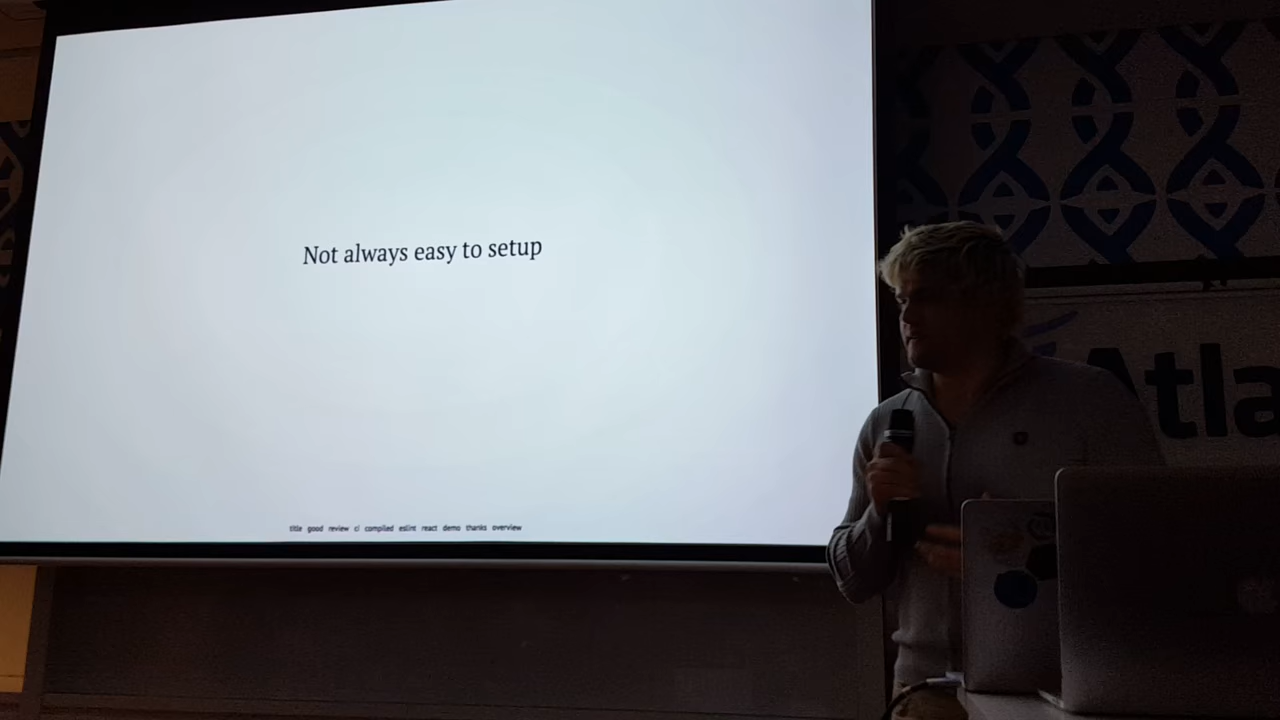 Not always easy to setup
title good review ci compiled eslint react demo thanks overview
Atla